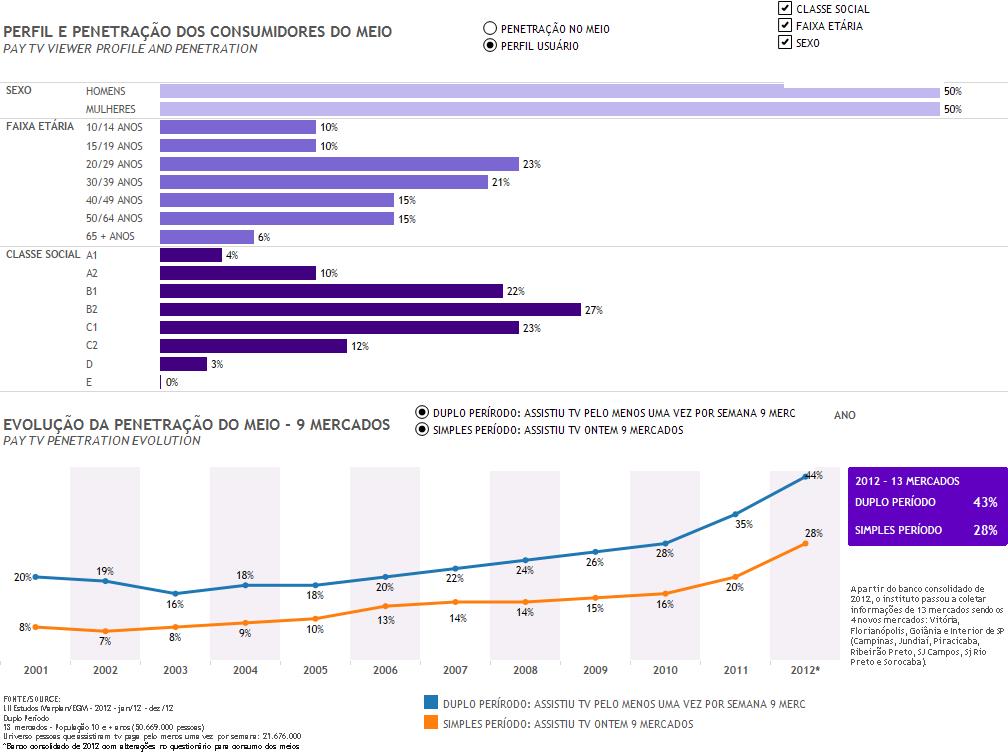 PERFIL E PENETRAÇÃO DOS CONSUMIDORES DO MEIO
PAY TV VIEWER PROFILE AND PENETRATION
PENETRAÇÃO NO MEIO
PERFIL USUÁRIO
CLASSE SOCIAL
FAIXA ETÁRIA
SEXO
SEXO HOMENS 50%
MULHERES 50%
FAIXA ETÁRIA 10/14 ANOS 10%
15/19 ANOS 10%
20/29 ANOS 23%
30/39 ANOS 21%
40/49 ANOS 15%
50/64 ANOS 15%
65 + ANOS 6%
CLASSE SOCIAL A1 4%
A2 10%
B1 22%
B2 27%
C1 23%
C2 12%
D 3%
E 0%
EVOLUÇÃO DA PENETRAÇÃO DO MEIO - 9 MERCADOS
PAY TV PENETRATION EVOLUTION
DUPLO PERÍRODO: ASSISTIU TV PELO MENOS UMA VEZ POR SEMANA 9 MERC
SIMPLES PERÍODO: ASSISTIU TV ONTEM 9 MERCADOS
ANO
20% 19% 16% 18% 18% 20% 22% 24% 26% 28% 35% 44%
8% 7% 8% 9% 10% 13% 14% 14% 15% 16% 20% 28%
2001 2002 2003 2004 2005 2006 2007 2008 2009 2010 2011 2012*
2012 - 13 MERCADOS
DUPLO PERÍODO 43%
SIMPLES PERÍODO 28%
A partir do banco consolidado de
2012, o instituto passou a coletar
informações de 13 mercados sendo os
4 novos mercados: Vitória,
Florianópolis, Goiânia e Interior de SP
(Campinas, Jundiaí, Piracicaba,
Ribeirão Preto, SJ Campos, Sj Rio
Preto e Sorocaba).
FONTE/SOURCE:
LII Estudos Marplan/EGM - 2012 - jan/12 - dez/12
Duplo Período
13 mercados - População 10 e + anos (50.669.000 pessoas)
Universo pessoas que assistiram tv paga pelo menos uma vez por semana: 21.676.000
*Banco consolidado de 2012 com alterações no questionário para consumo dos meios
DUPLO PERÍRODO: ASSISTIU TV PELO MENOS UMA VEZ POR SEMANA 9 MERC
SIMPLES PERÍODO: ASSISTIU TV ONTEM 9 MERCADOS